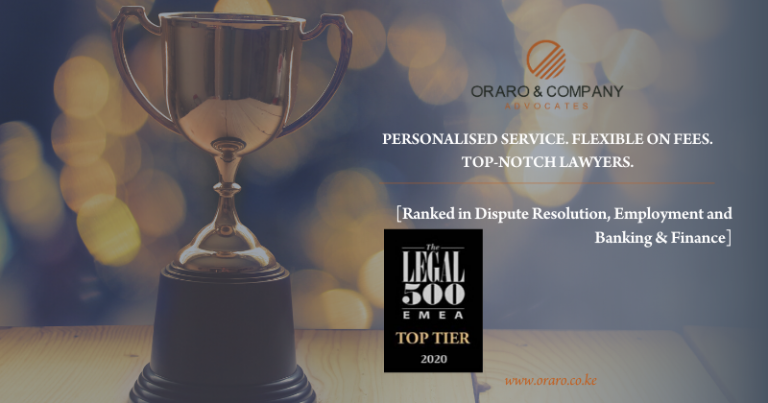 ORARO & COMPANY
ADVOCATES
PERSONALISED SERVICE. FLEXIBLE ON FEES.
TOP-NOTCH LAWYERS.
[Ranked in Dispute Resolution, Employment and
Banking & Finance]
The
LEGAL
500
EMEA
TOP TIER
2020
www.oraro.co.ke